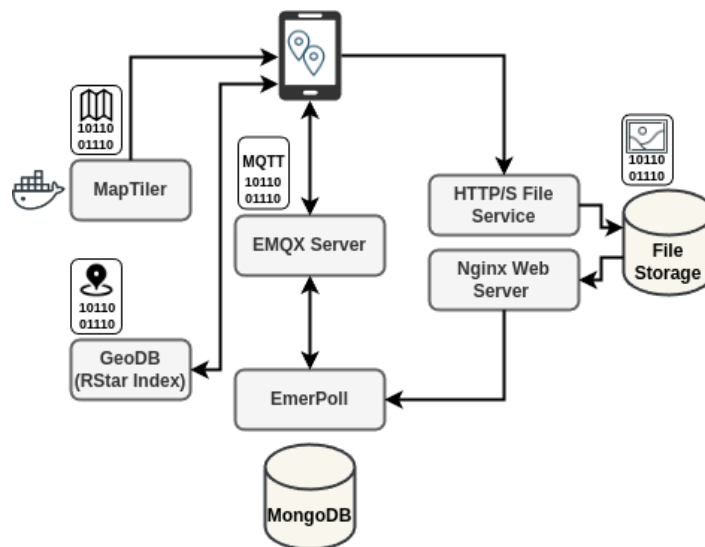 10110
01110
MapTiler
MQTT
10110
01110
EMQX Server
10110
01110
HTTP/S File
Service
File
Storage
Nginx Web
Server
10110
01110
GeoDB
(RStar Index)
EmerPoll
MongoDB